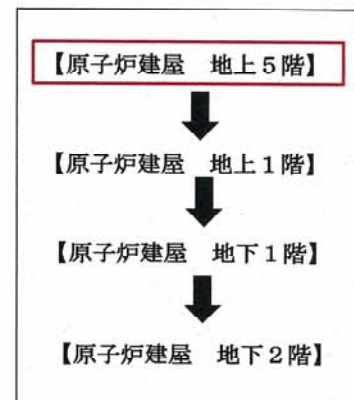 【原子炉建屋　地上5階】
【原子炉建屋　地上1階】
【原子炉建屋　地下1階】
【原子炉建屋　地下2階】